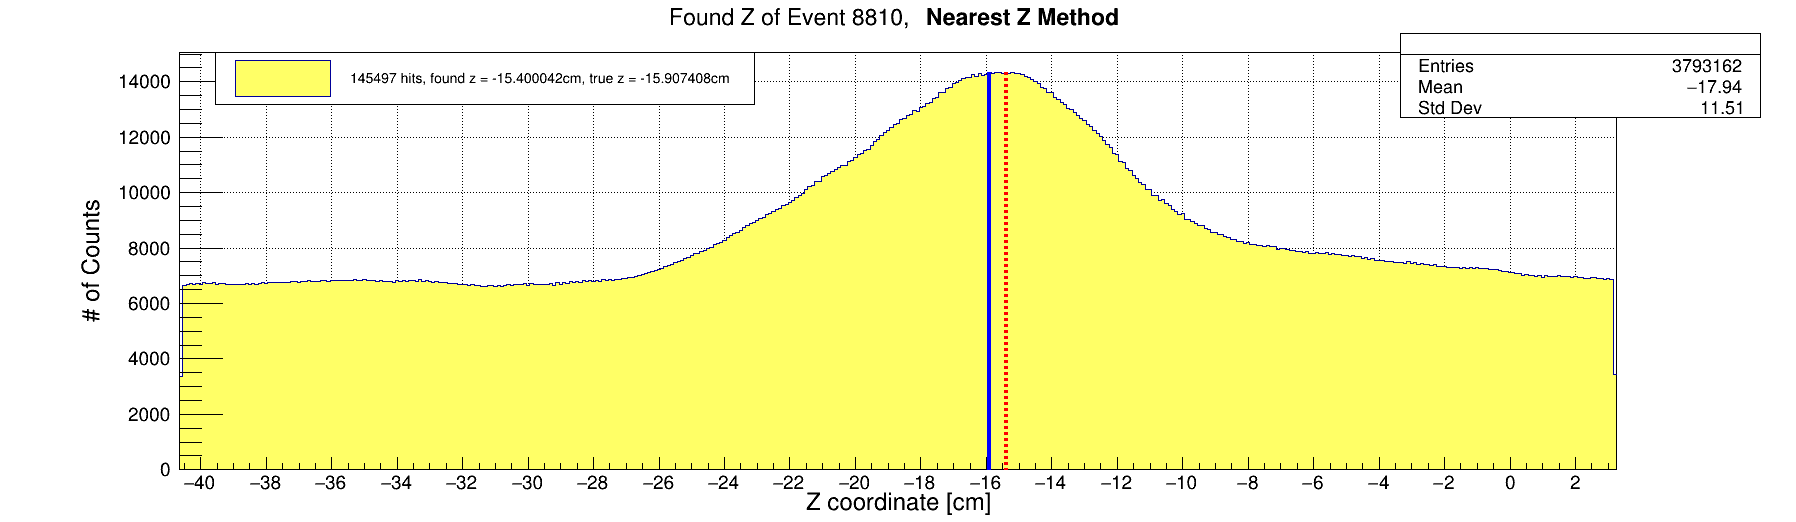 Found Z of Event 8810, Nearest Z Method
145497 hits, found z = -15.400042cm, true z = -15.907408cm
Entries 3793162
Mean −17.94
Std Dev 11.51
# of Counts
14000
12000
10000
8000
6000
4000
2000
0
−40 −38 −36 −34 −32 −30 −28 −26 −24 −22 −20 −18 −16 −14 −12 −10 −8 −6 −4 −2 0 2
Z coordinate [cm]